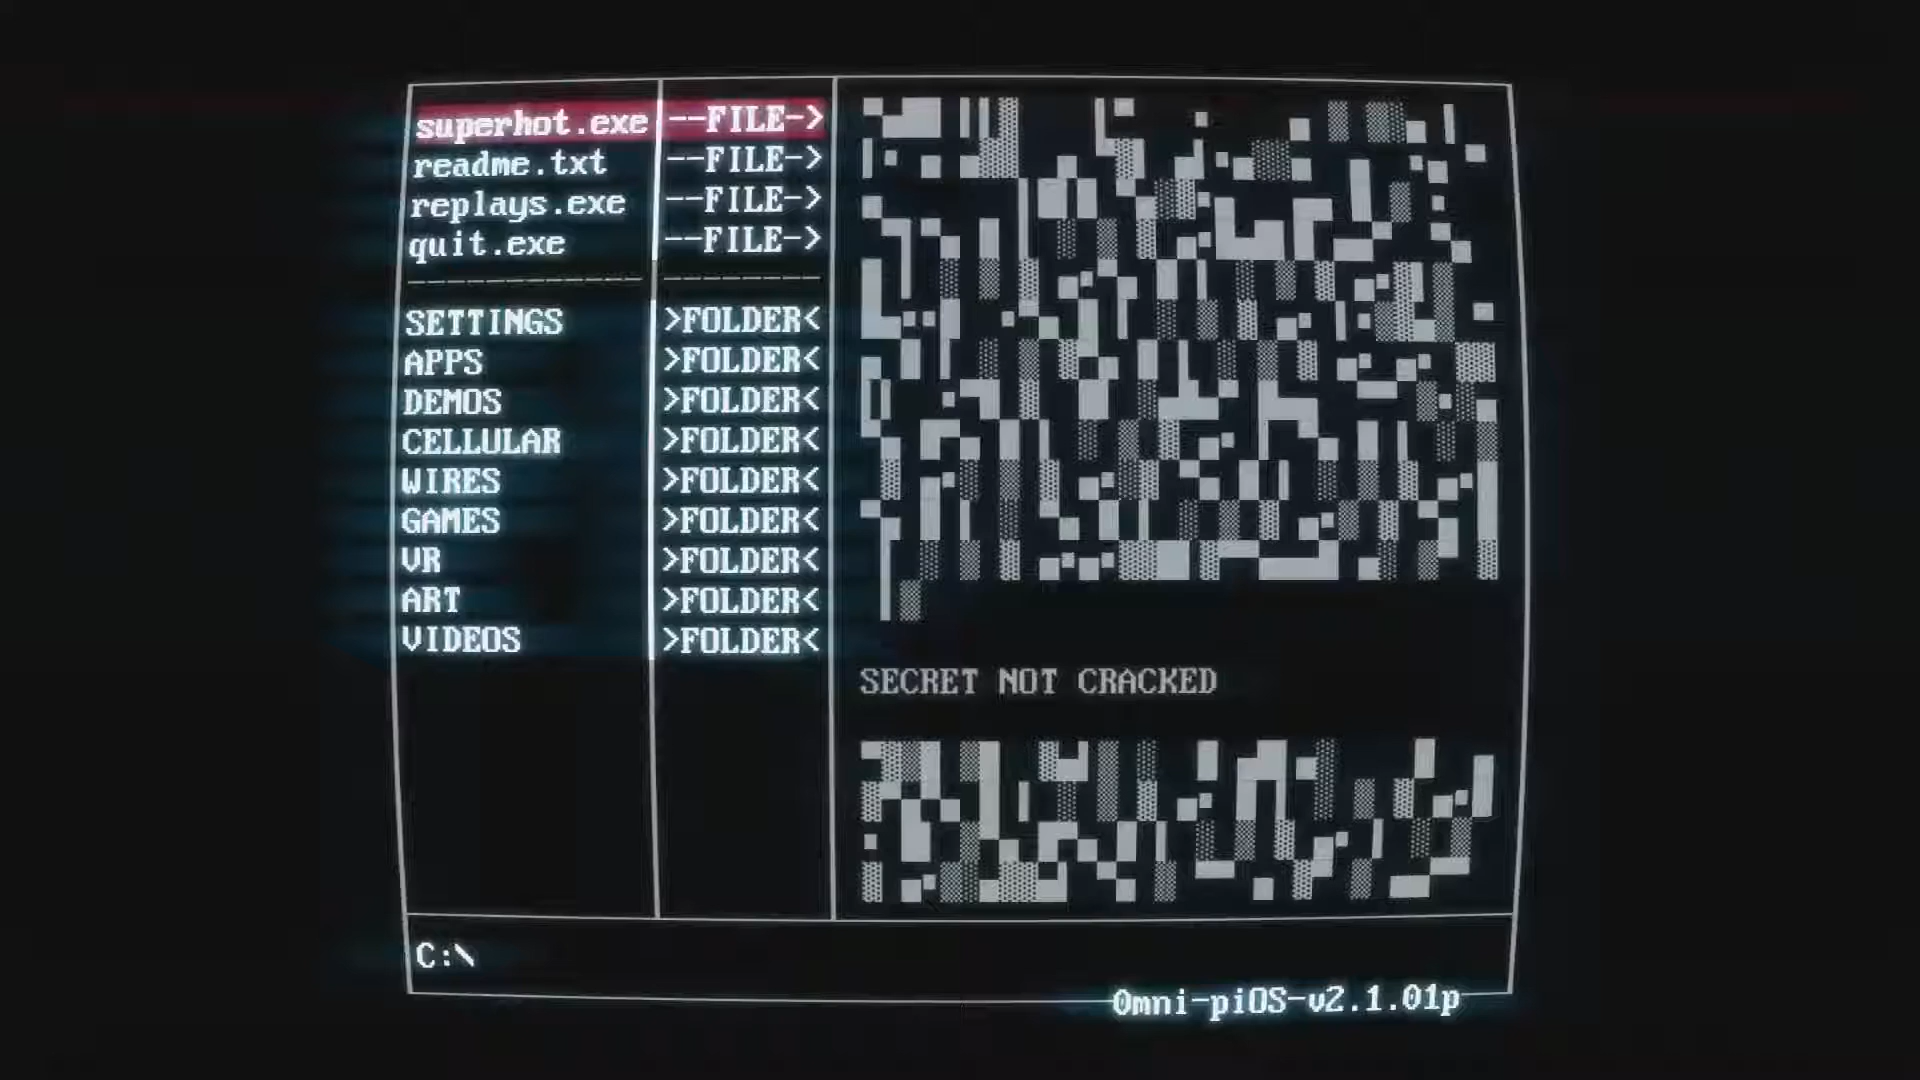 superhot.exe --FILE->
readme.txt --FILE->
replays.exe --FILE->
quit.exe --FILE->
SETTINGS >FOLDER<
APPS >FOLDER<
DEMOS >FOLDER<
CELLULAR >FOLDER<
WIRES >FOLDER<
GAMES >FOLDER<
VR >FOLDER<
ART >FOLDER<
VIDEOS >FOLDER<
SECRET NOT CRACKED
C:\
0mni-piOS-v2.1.01p